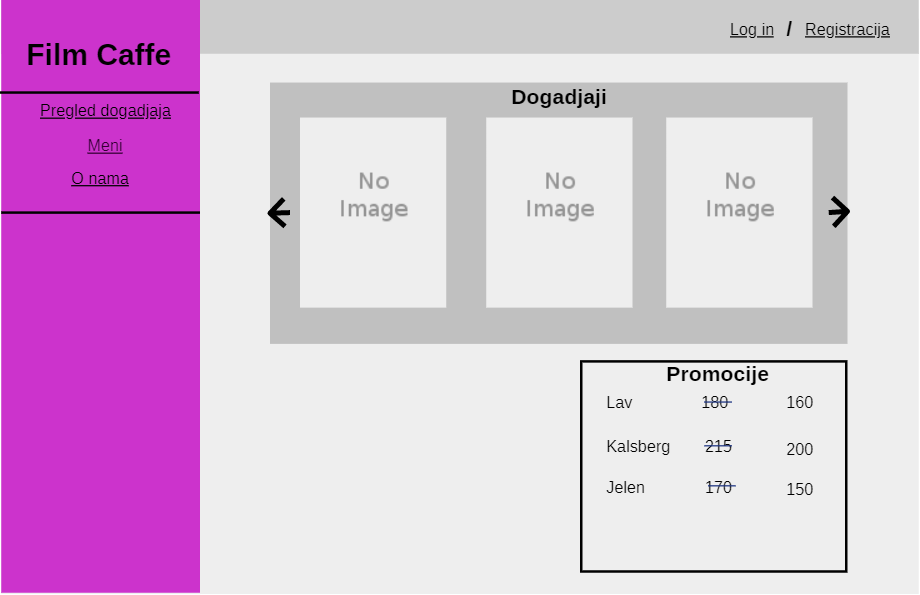 Film Caffe
Pregled dogadjaja
Meni
O nama
Log in / Registracija
Dogadjaji
No Image
No Image
No Image
Promocije
Lav 180 160
Kalsberg 215 200
Jelen 170 150